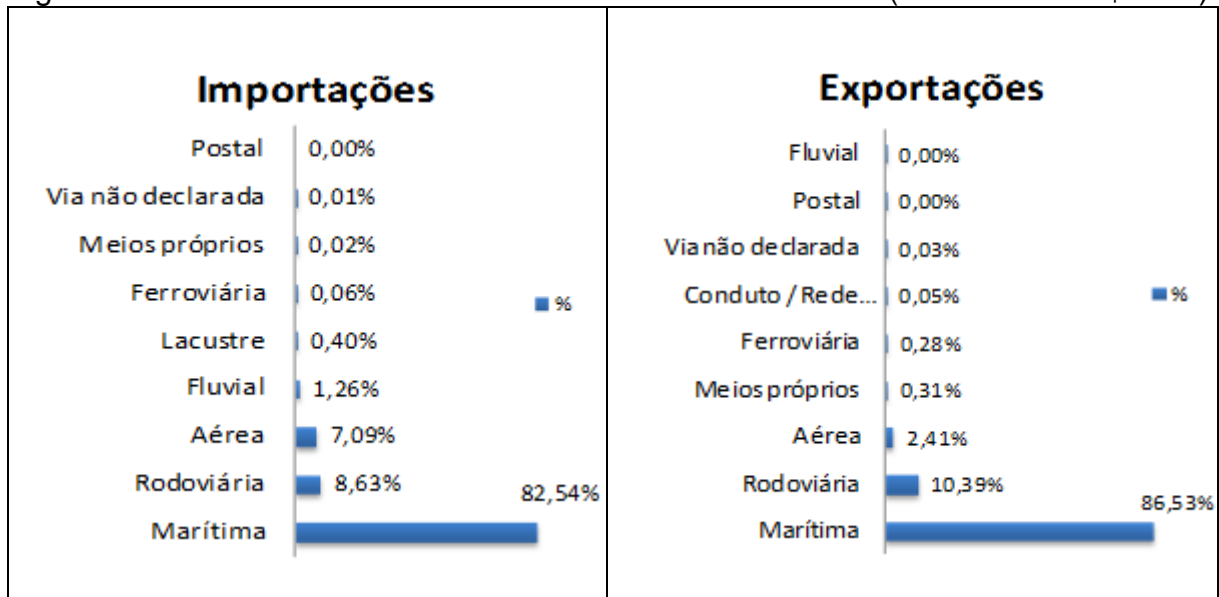 Importações
Postal 0,00%
Via não declarada 0,01%
Meios próprios 0,02%
Ferroviária 0,06%
%
Lacustre 0,40%
Fluvial 1,26%
Aérea 7,09%
Rodoviária 8,63%
82,54%
Marítima
Exportações
Fluvial 0,00%
Postal 0,00%
Via não declarada 0,03%
Conduto / Rede... 0,05%
%
Ferroviária 0,28%
Meios próprios 0,31%
Aérea 2,41%
Rodoviária 10,39%
86,53%
Marítima